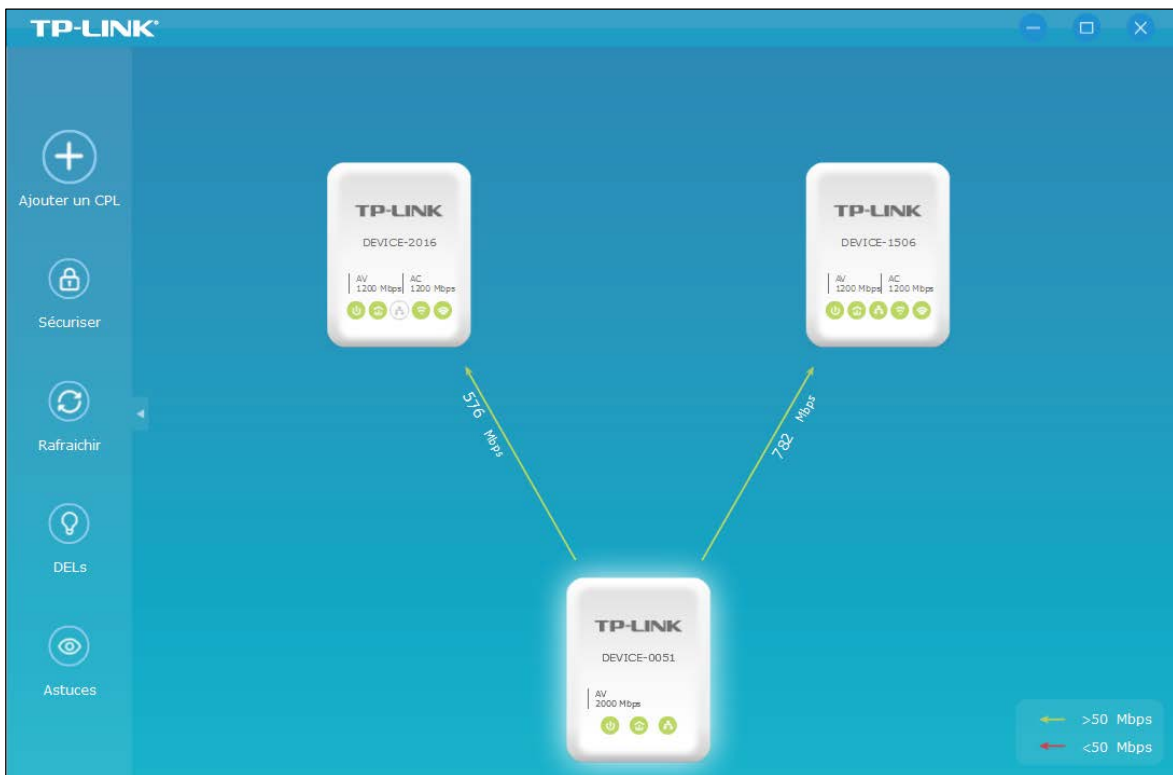 TP-LINK®
Ajouter un CPL
Sécuriser
Rafraichir
DELs
Astuces
TP-LINK
DEVICE-2016
AV AC
1200 Mbps 1200 Mbps
TP-LINK
DEVICE-1506
AV AC
1200 Mbps 1200 Mbps
576 Mbps
782 Mbps
TP-LINK
DEVICE-0051
AV
2000 Mbps
>50 Mbps
<50 Mbps